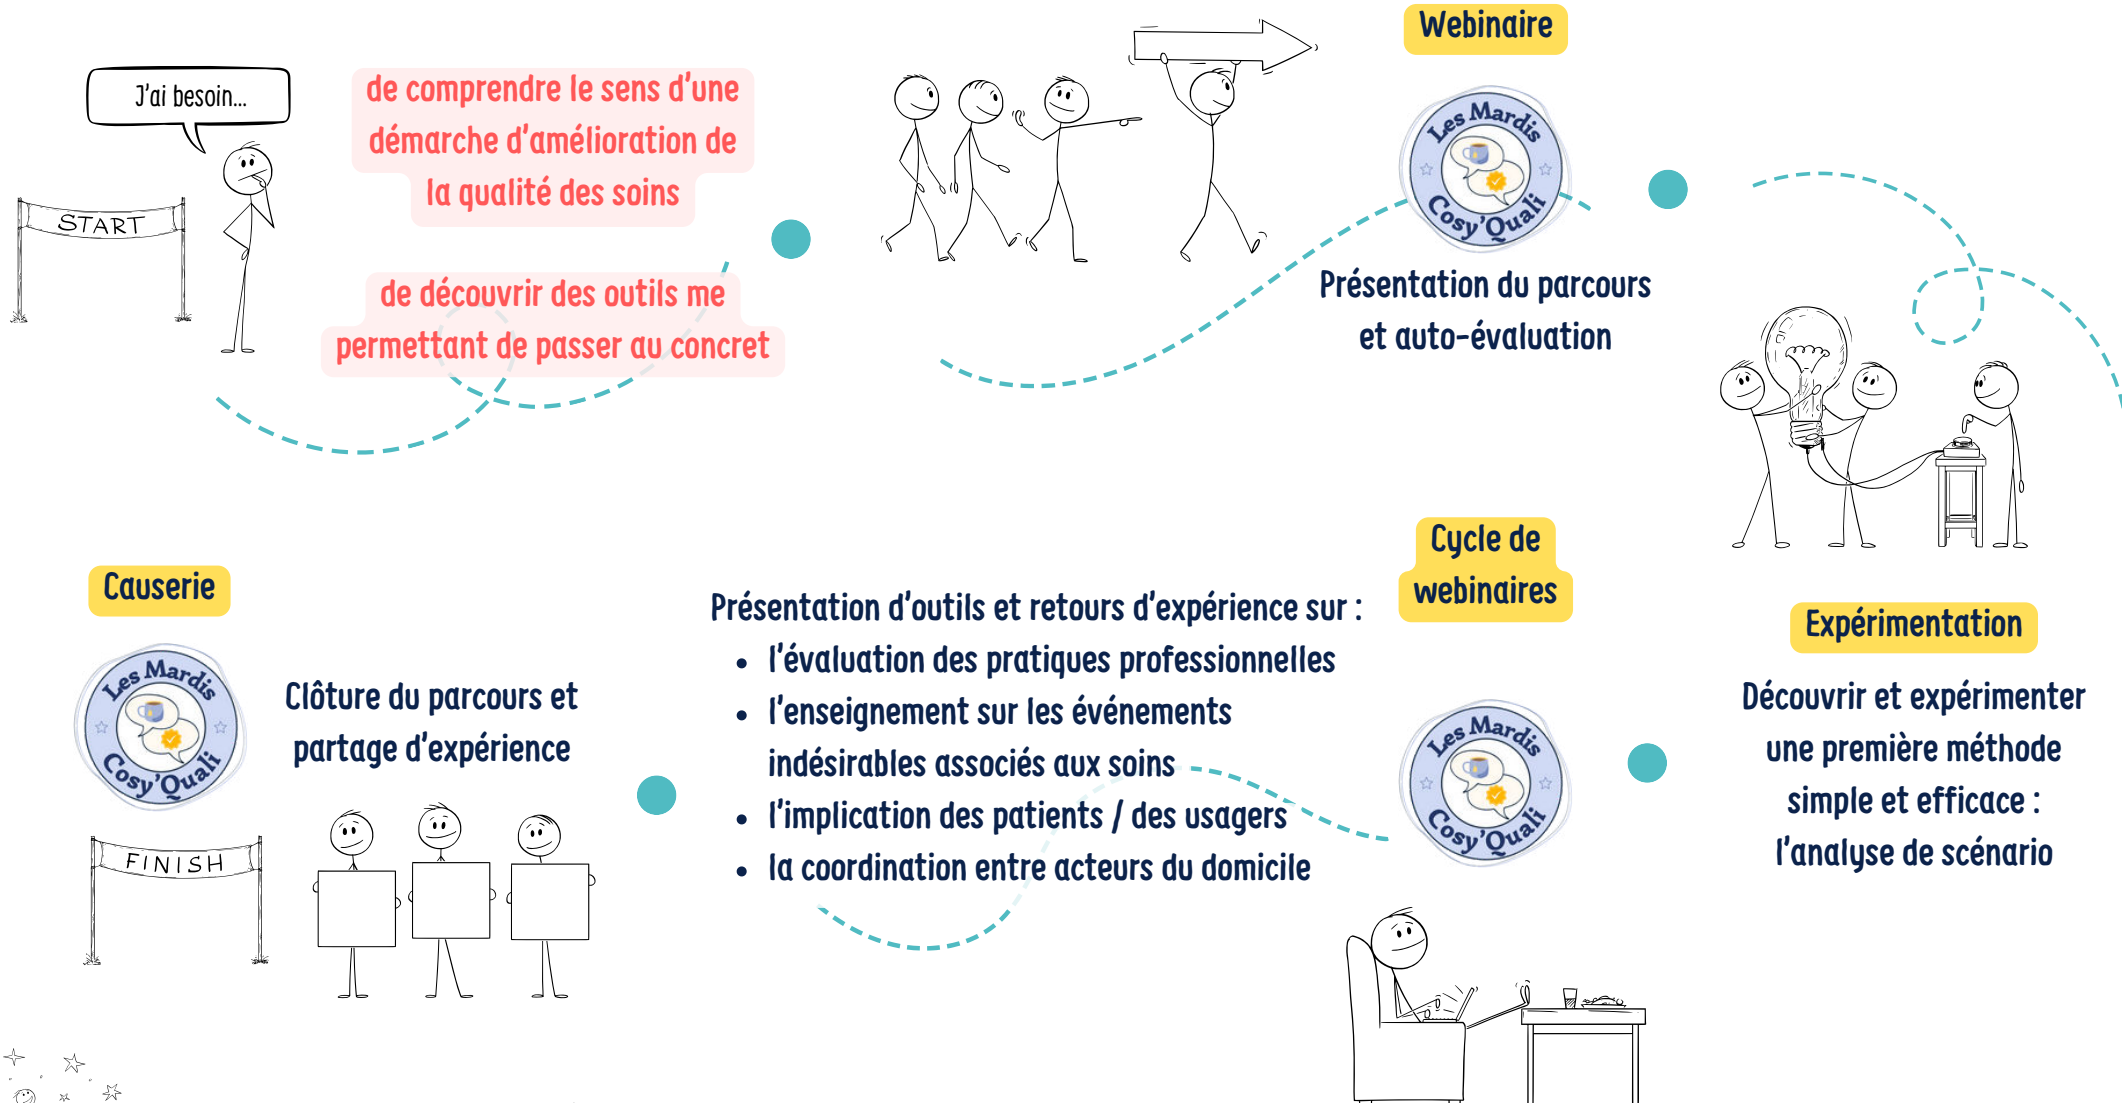 J'ai besoin...
START
de comprendre le sens d'une
démarche d'amélioration de
la qualité des soins
de découvrir des outils me
permettant de passer au concret
Webinaire
Les Mardis
Cosy'Quali
Présentation du parcours
et auto-évaluation
Expérimentation
Découvrir et expérimenter
une première méthode
simple et efficace :
l'analyse de scénario
Cycle de
webinaires
Les Mardis
Cosy'Quali
Présentation d'outils et retours d'expérience sur :
• l'évaluation des pratiques professionnelles
• l'enseignement sur les événements
indésirables associés aux soins
• l'implication des patients / des usagers
• la coordination entre acteurs du domicile
Causerie
Les Mardis
Cosy'Quali
Clôture du parcours et
partage d'expérience
FINISH